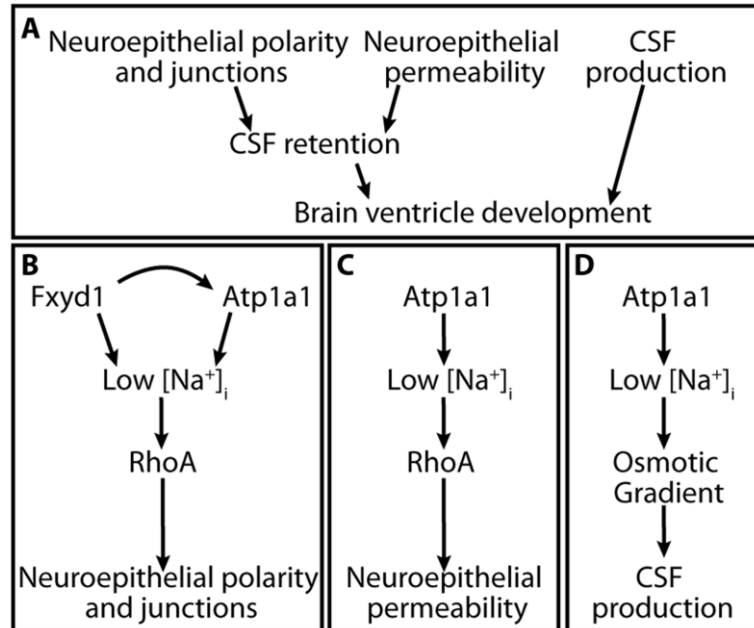 A
Neuroepithelial polarity
and junctions
Neuroepithelial
permeability
CSF
production
CSF retention
Brain ventricle development
B
Fxyd1
Atp1a1
Low [Na⁺]ᵢ
RhoA
Neuroepithelial polarity
and junctions
C
Atp1a1
Low [Na⁺]ᵢ
RhoA
Neuroepithelial
permeability
D
Atp1a1
Low [Na⁺]ᵢ
Osmotic
Gradient
CSF
production